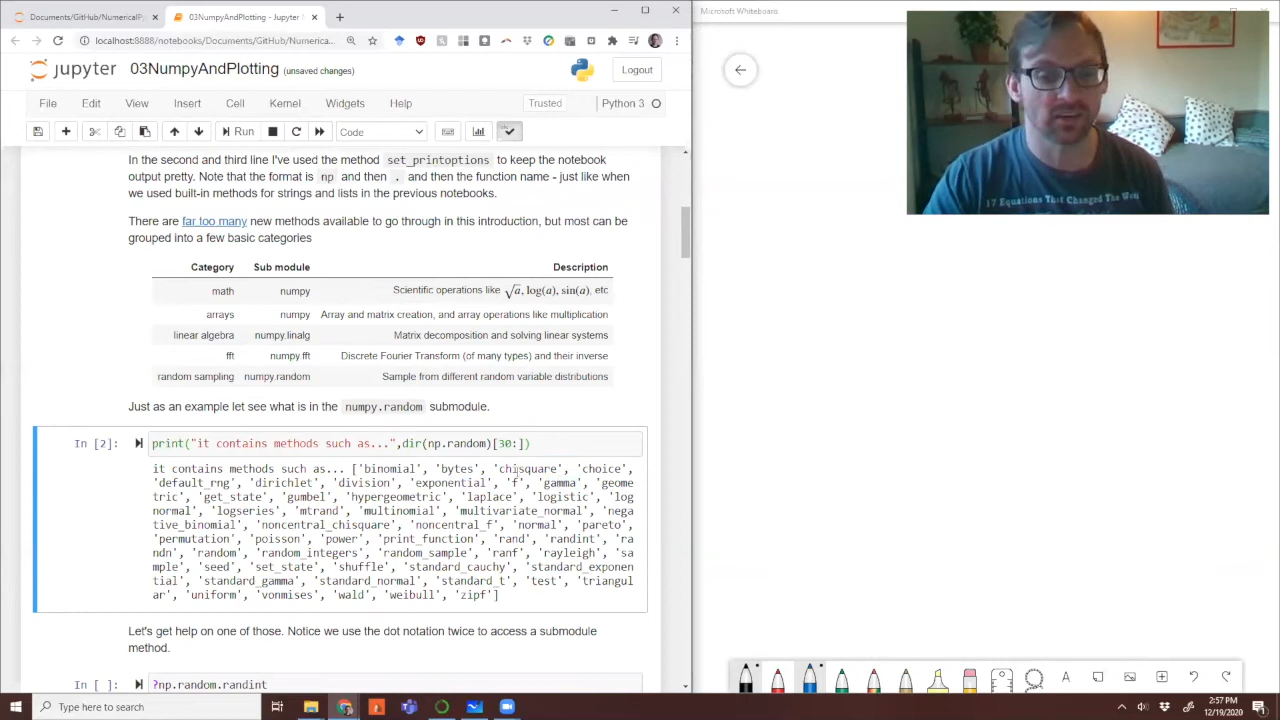 Documents/GitHub/NumericalP
03NumpyAndPlotting - Jupyter N
localhost:8888/notebooks/Documents/GitHub/Numerica...
jupyter 03NumpyAndPlotting (unsaved changes)
Logout
File Edit View Insert Cell Kernel Widgets Help
Trusted
Python 3
Run
Code
In the second and third line I've used the method set_printoptions to keep the notebook
output pretty. Note that the format is np and then . and then the function name - just like when
we used built-in methods for strings and lists in the previous notebooks.
There are far too many new methods available to go through in this introduction, but most can be
grouped into a few basic categories
Category Sub module Description
math numpy Scientific operations like √a, log(a), sin(a), etc
arrays numpy Array and matrix creation, and array operations like multiplication
linear algebra numpy.linalg Matrix decomposition and solving linear systems
fft numpy.fft Discrete Fourier Transform (of many types) and their inverse
random sampling numpy.random Sample from different random variable distributions
Just as an example let see what is in the numpy.random submodule.
In [2]: print("it contains methods such as...",dir(np.random)[30:])
it contains methods such as... ['binomial', 'bytes', 'chisquare', 'choice',
'default_rng', 'dirichlet', 'division', 'exponential', 'f', 'gamma', 'geome
tric', 'get_state', 'gumbel', 'hypergeometric', 'laplace', 'logistic', 'log
normal', 'logseries', 'mtrand', 'multinomial', 'multivariate_normal', 'nega
tive_binomial', 'noncentral_chisquare', 'noncentral_f', 'normal', 'pareto',
'permutation', 'poisson', 'power', 'print_function', 'rand', 'randint', 'ra
ndn', 'random', 'random_integers', 'random_sample', 'ranf', 'rayleigh', 'sa
mple', 'seed', 'set_state', 'shuffle', 'standard_cauchy', 'standard_exponen
tial', 'standard_gamma', 'standard_normal', 'standard_t', 'test', 'triangul
ar', 'uniform', 'vonmises', 'wald', 'weibull', 'zipf']
Let's get help on one of those. Notice we use the dot notation twice to access a submodule
method.
In [ ]: ?np.random.randint
Microsoft Whiteboard
17 Equations That Changed The Wor
Type here to search
2:57 PM
12/19/2020